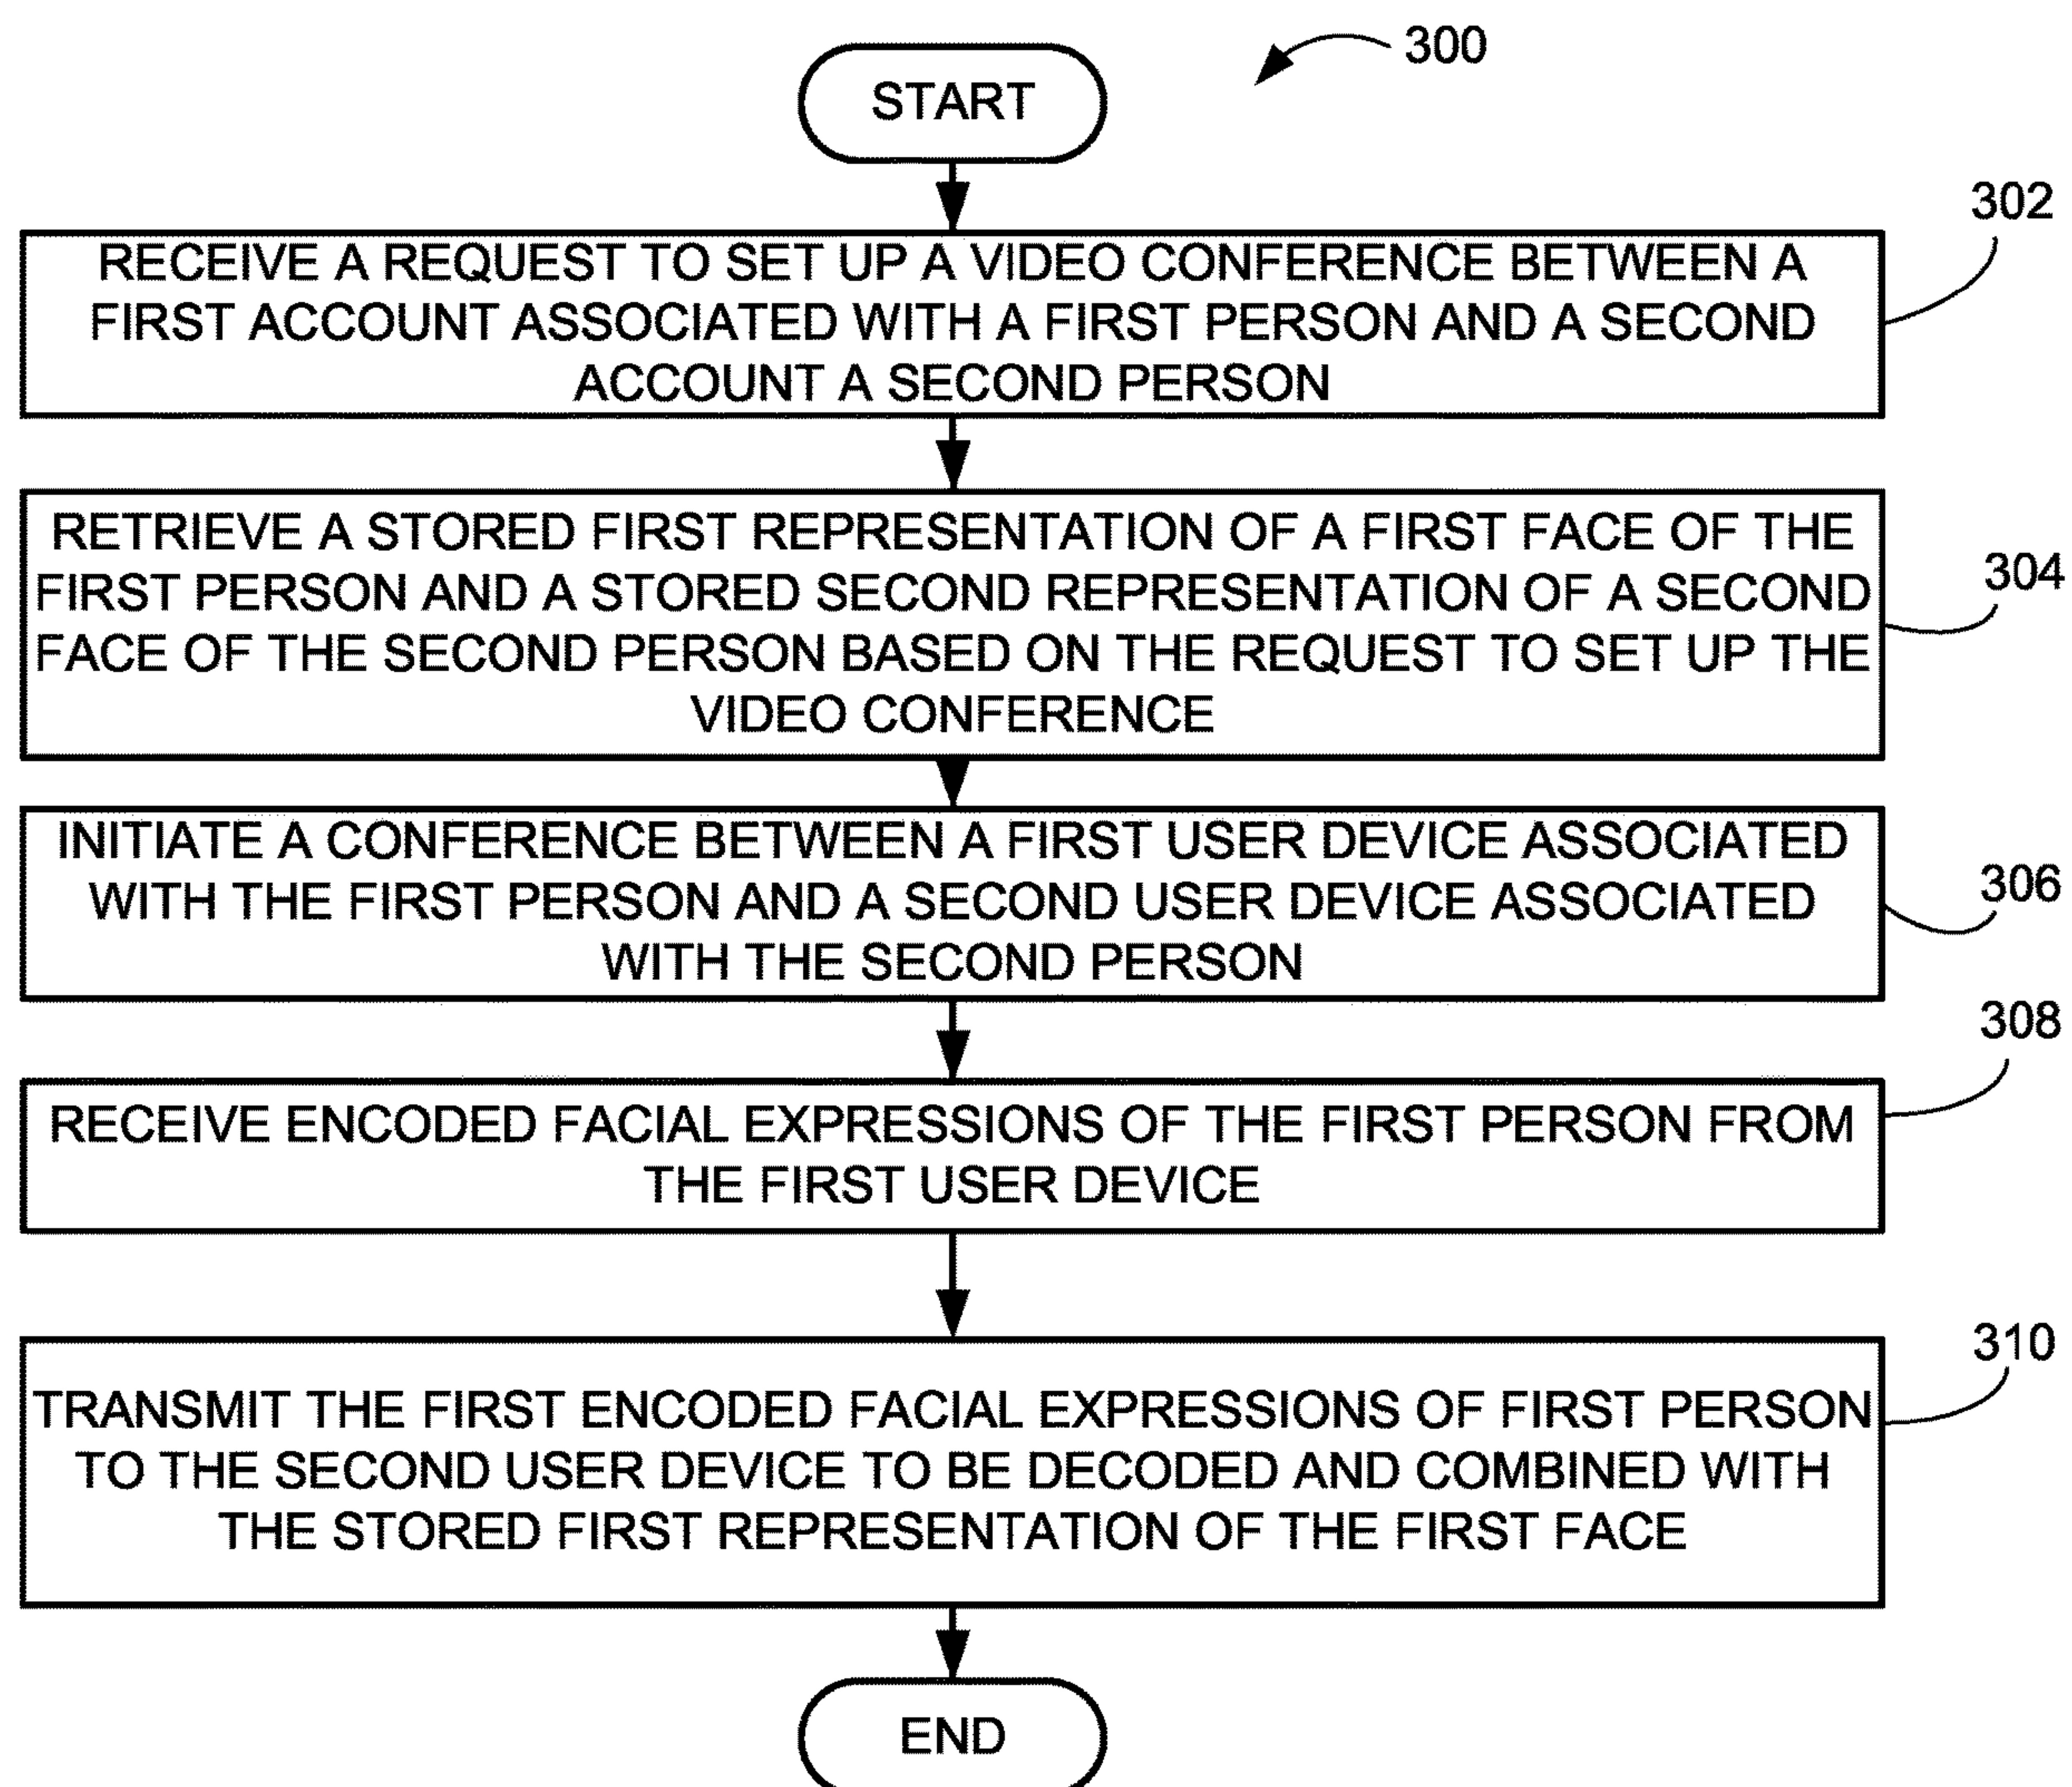 START
300
302
RECEIVE A REQUEST TO SET UP A VIDEO CONFERENCE BETWEEN A
FIRST ACCOUNT ASSOCIATED WITH A FIRST PERSON AND A SECOND
ACCOUNT A SECOND PERSON
304
RETRIEVE A STORED FIRST REPRESENTATION OF A FIRST FACE OF THE
FIRST PERSON AND A STORED SECOND REPRESENTATION OF A SECOND
FACE OF THE SECOND PERSON BASED ON THE REQUEST TO SET UP THE
VIDEO CONFERENCE
306
INITIATE A CONFERENCE BETWEEN A FIRST USER DEVICE ASSOCIATED
WITH THE FIRST PERSON AND A SECOND USER DEVICE ASSOCIATED
WITH THE SECOND PERSON
308
RECEIVE ENCODED FACIAL EXPRESSIONS OF THE FIRST PERSON FROM
THE FIRST USER DEVICE
310
TRANSMIT THE FIRST ENCODED FACIAL EXPRESSIONS OF FIRST PERSON
TO THE SECOND USER DEVICE TO BE DECODED AND COMBINED WITH
THE STORED FIRST REPRESENTATION OF THE FIRST FACE
END